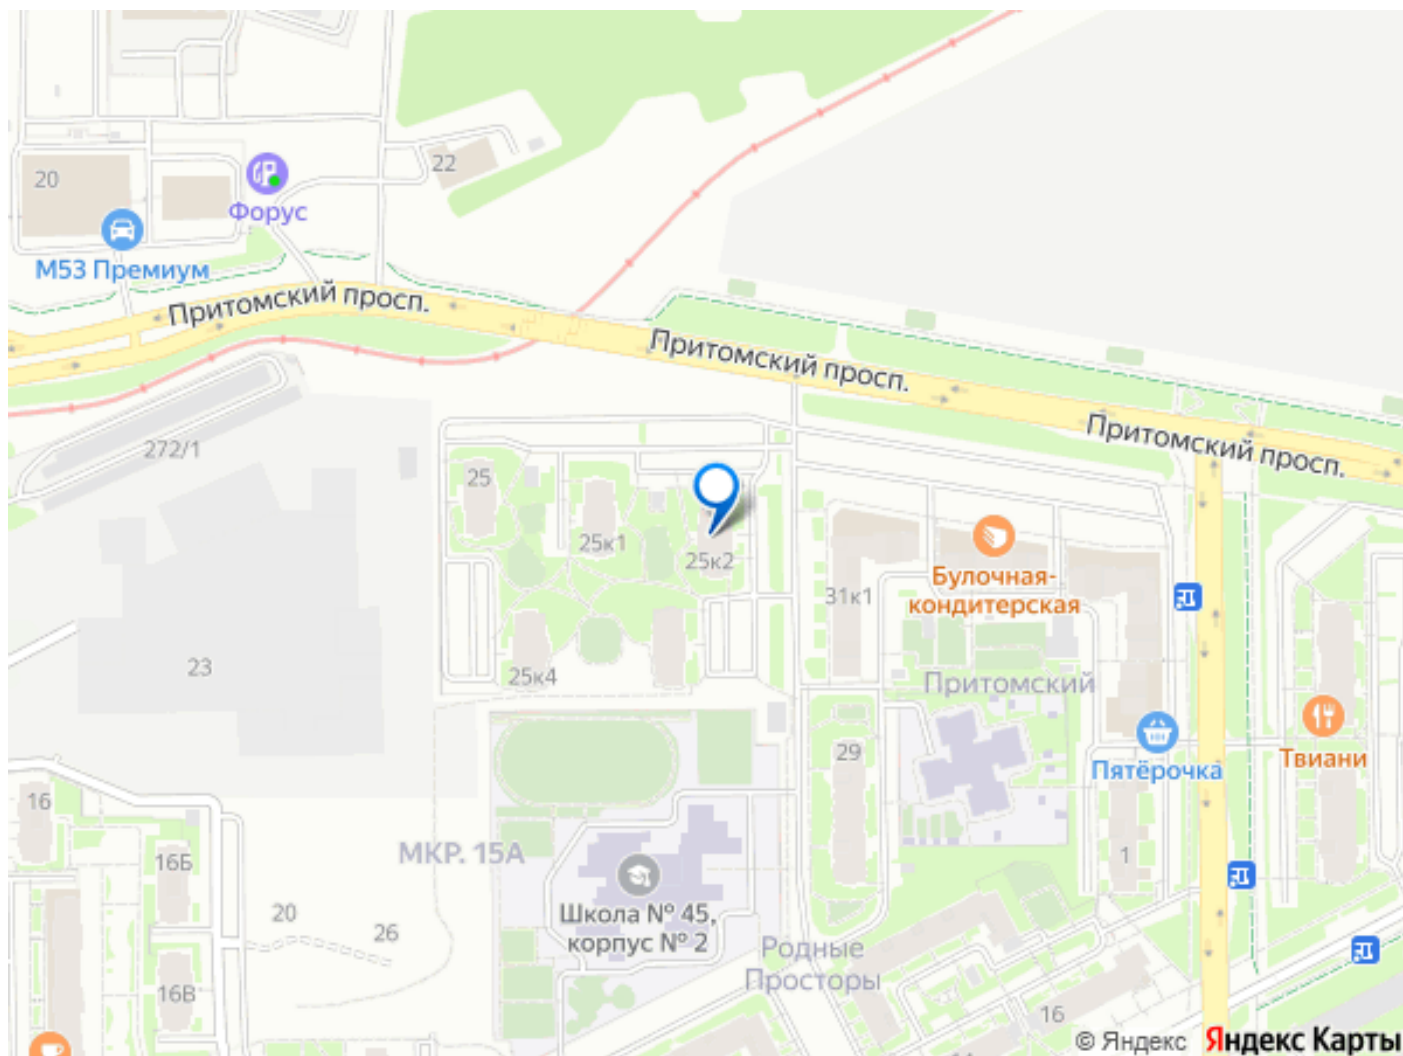 20
22
Форус
М53 Премиум
Притомский просп.
Притомский просп.
Притомский просп.
272/1
25
25к1
25к2
Булочная-
кондитерская
31к1
23
25к4
Притомский
29
Пятёрочка
Твиани
16
МКР. 15А
16Б
1
Школа № 45,
корпус № 2
20
26
Родные
Просторы
16В
16
© Яндекс Яндекс Карты